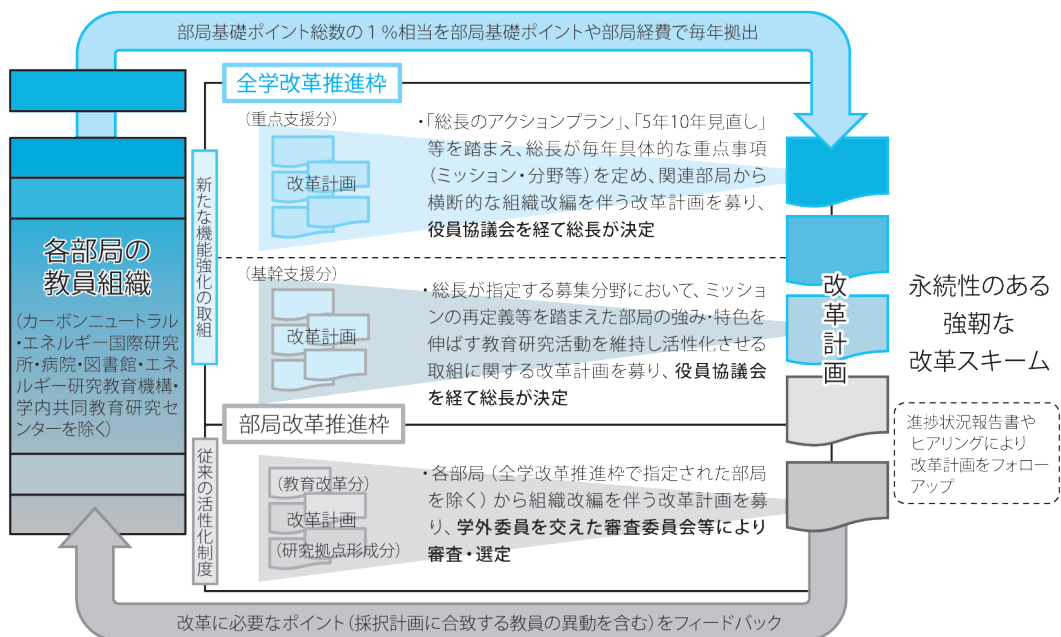 部局基礎ポイント総数の1%相当を部局基礎ポイントや部局経費で毎年拠出
各部局の
教員組織
(カーボンニュートラル
・エネルギー国際研究
所・病院・図書館・エネ
ルギー研究教育機構・
学内共同教育研究セ
ンターを除く)
新たな機能強化の取組
全学改革推進枠
(重点支援分)
改革計画
・「総長のアクションプラン」、「5年10年見直し」
等を踏まえ、総長が毎年具体的な重点事項
(ミッション・分野等)を定め、関連部局から
横断的な組織改編を伴う改革計画を募り、
役員協議会を経て総長が決定
(基幹支援分)
改革計画
・総長が指定する募集分野において、ミッショ
ンの再定義等を踏まえた部局の強み・特色を
伸ばす教育研究活動を維持し活性化させる
取組に関する改革計画を募り、役員協議会
を経て総長が決定
従来の活性化制度
部局改革推進枠
(教育改革分)
改革計画
(研究拠点形成分)
・各部局(全学改革推進枠で指定された部局
を除く)から組織改編を伴う改革計画を募
り、学外委員を交えた審査委員会等により
審査・選定
改革計画
永続性のある
強靭な
改革スキーム
進捗状況報告書や
ヒアリングにより
改革計画をフォロー
アップ
改革に必要なポイント(採択計画に合致する教員の異動を含む)をフィードバック